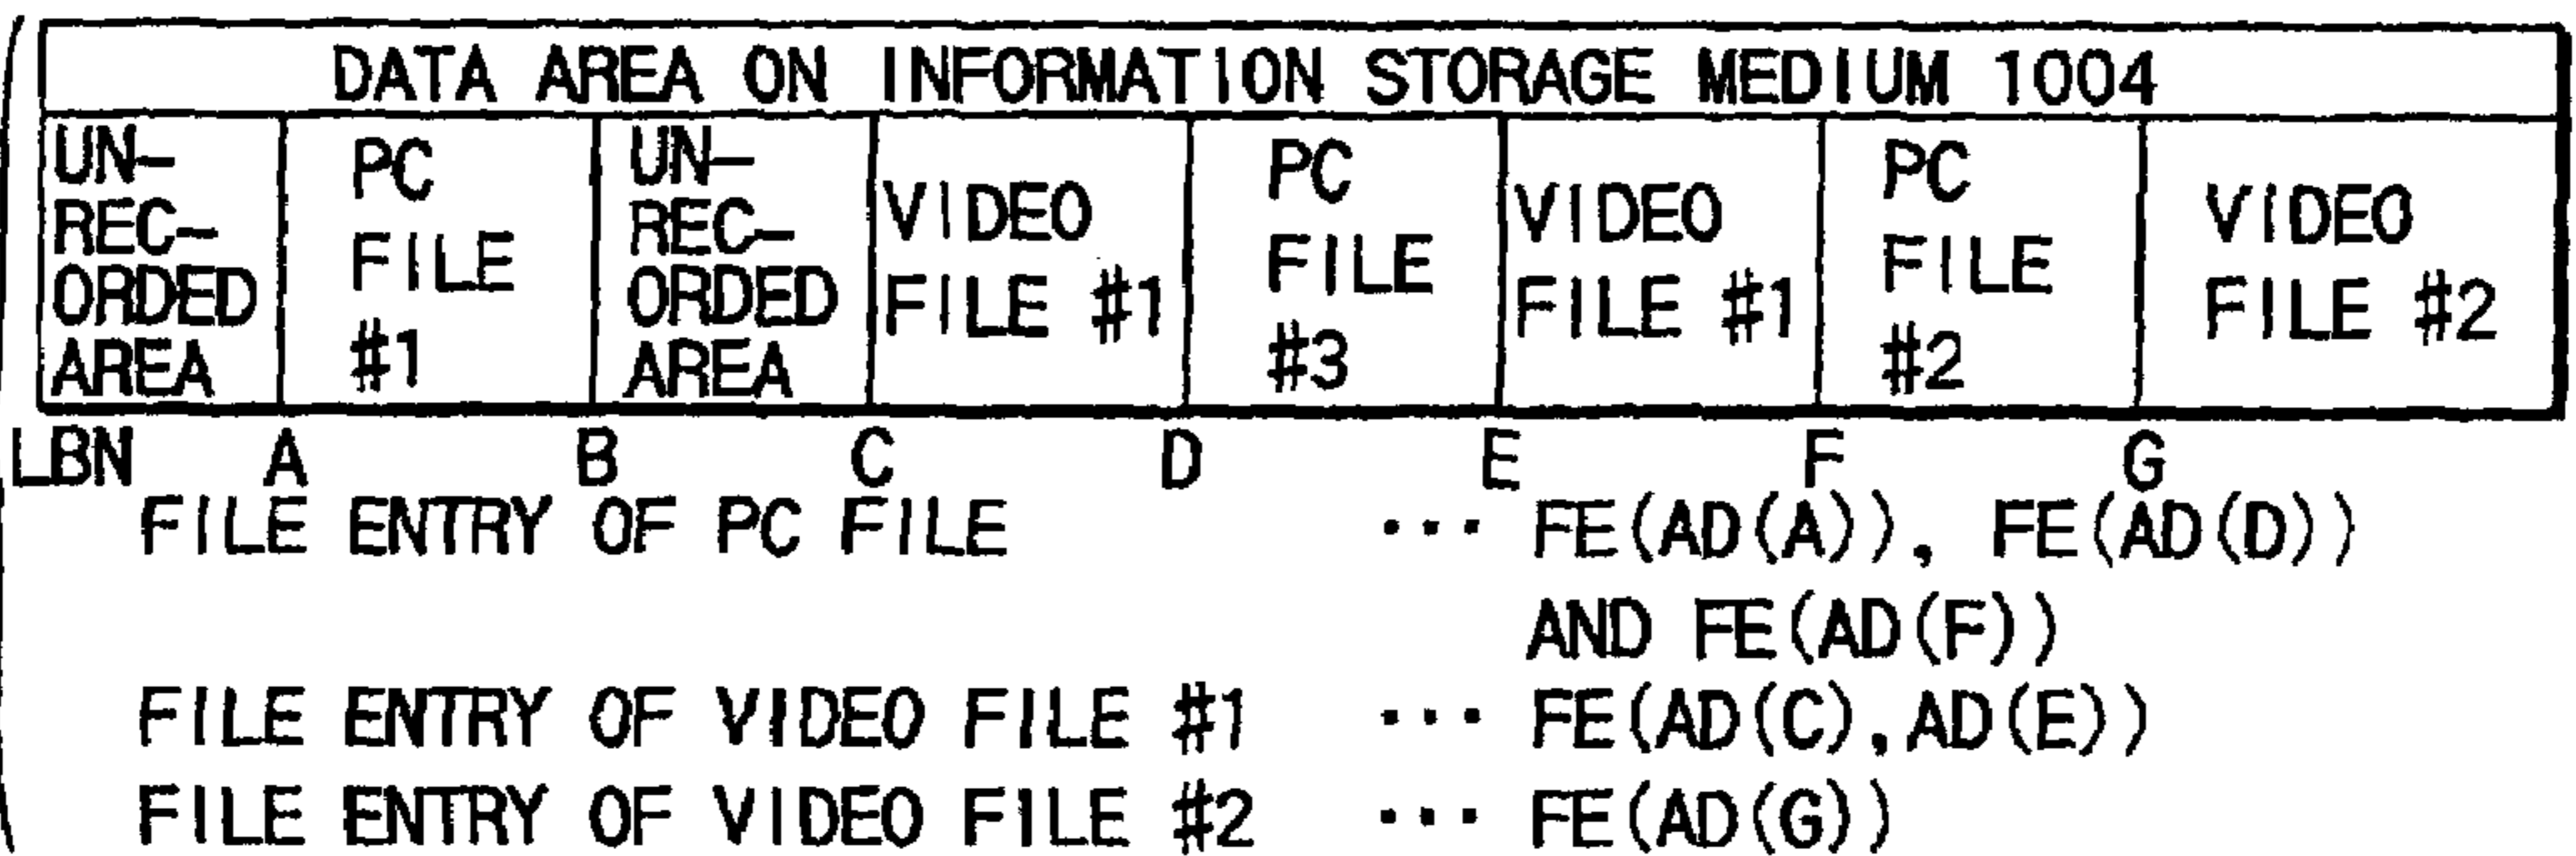 DATA AREA ON INFORMATION STORAGE MEDIUM 1004
UN-
REC-
ORDED
AREA
PC
FILE
#1
UN-
REC-
ORDED
AREA
VIDEO
FILE #1
PC
FILE
#3
VIDEO
FILE #1
PC
FILE
#2
VIDEO
FILE #2
LBN A B C D E F G
FILE ENTRY OF PC FILE ··· FE(AD(A)), FE(AD(D))
AND FE(AD(F))
FILE ENTRY OF VIDEO FILE #1 ··· FE(AD(C),AD(E))
FILE ENTRY OF VIDEO FILE #2 ··· FE(AD(G))